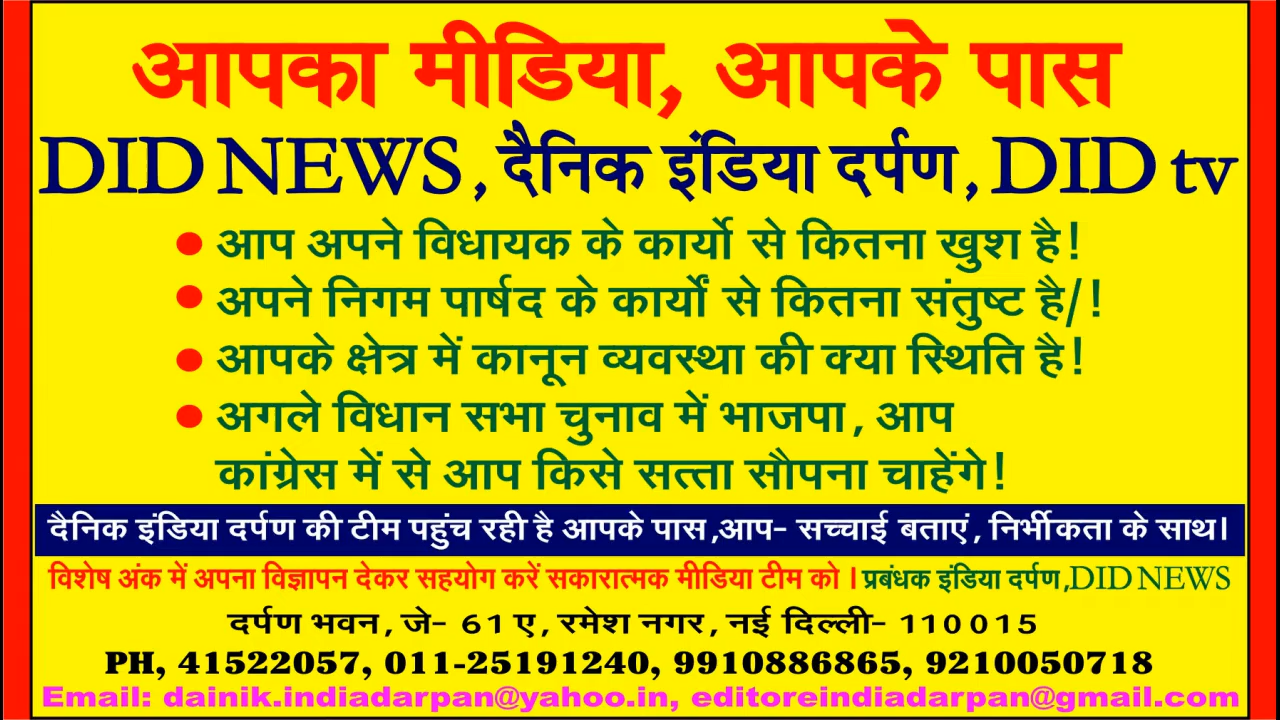 आपका मीडिया, आपके पास
DID NEWS, दैनिक इंडिया दर्पण, DID tv
• आप अपने विधायक के कार्यो से कितना खुश है!
• अपने निगम पार्षद के कार्यों से कितना संतुष्ट है/!
• आपके क्षेत्र में कानून व्यवस्था की क्या स्थिति है!
• अगले विधान सभा चुनाव में भाजपा, आप
कांग्रेस में से आप किसे सत्ता सौपना चाहेंगे!
दैनिक इंडिया दर्पण की टीम पहुंच रही है आपके पास,आप- सच्चाई बताएं, निर्भीकता के साथ।
विशेष अंक में अपना विज्ञापन देकर सहयोग करें सकारात्मक मीडिया टीम को । प्रबंधक इंडिया दर्पण,DID NEWS
दर्पण भवन, जे- 61 ए, रमेश नगर, नई दिल्ली- 110015
PH, 41522057, 011-25191240, 9910886865, 9210050718
Email: dainik.indiadarpan@yahoo.in, editoreindiadarpan@gmail.com